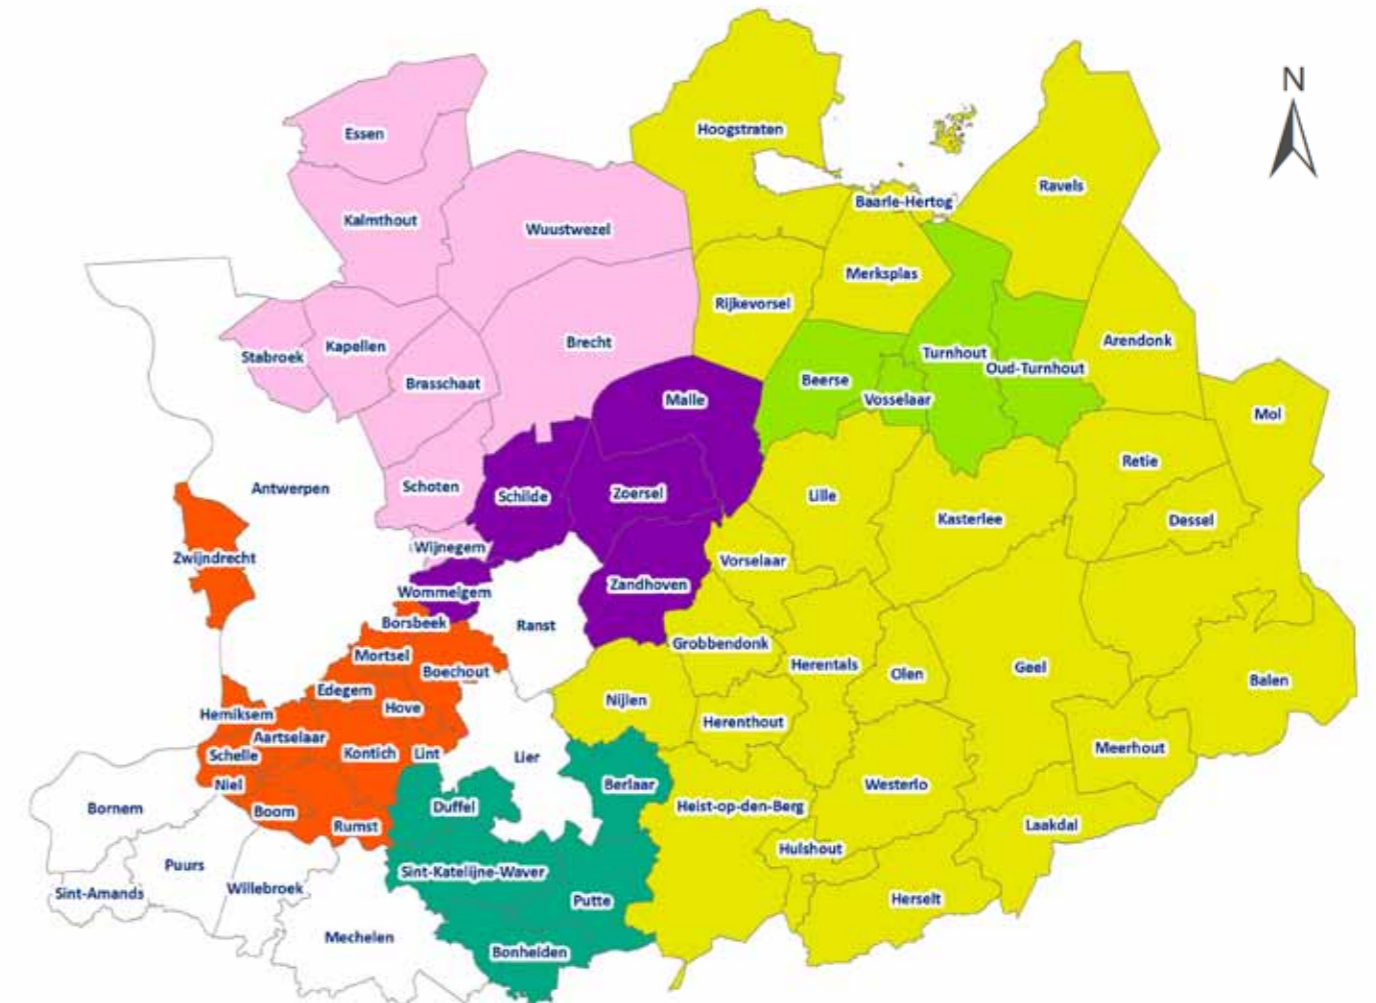 N
Essen
Hoogstraten
Ravels
Baarle-Hertog
Kalmthout
Wuustwezel
Merksplas
Rijkevorsel
Arendonk
Brecht
Kapellen
Stabroek
Turnhout
Oud-Turnhout
Beerse
Brasschaat
Vosselaar
Malle
Mol
Retie
Schoten
Antwerpen
Schilde
Zoersel
Lille
Kasterlee
Dessel
Wijnegem
Zwijndrecht
Vorselaar
Zandhoven
Wommelgem
Borsbeek
Ranst
Grobbendonk
Mortsel
Boechout
Herentals
Olen
Geel
Balen
Edegem
Nijlen
Hove
Hemiksem
Herenthout
Aartselaar
Meerhout
Schelle
Kontich
Lint
Lier
Niel
Berlaar
Westerlo
Bornem
Duffel
Heist-op-den-Berg
Boom
Rumst
Laakdal
Hulshout
Puurs
Sint-Katelijne-Waver
Sint-Amands
Willebroek
Putte
Herselt
Mechelen
Bonheiden